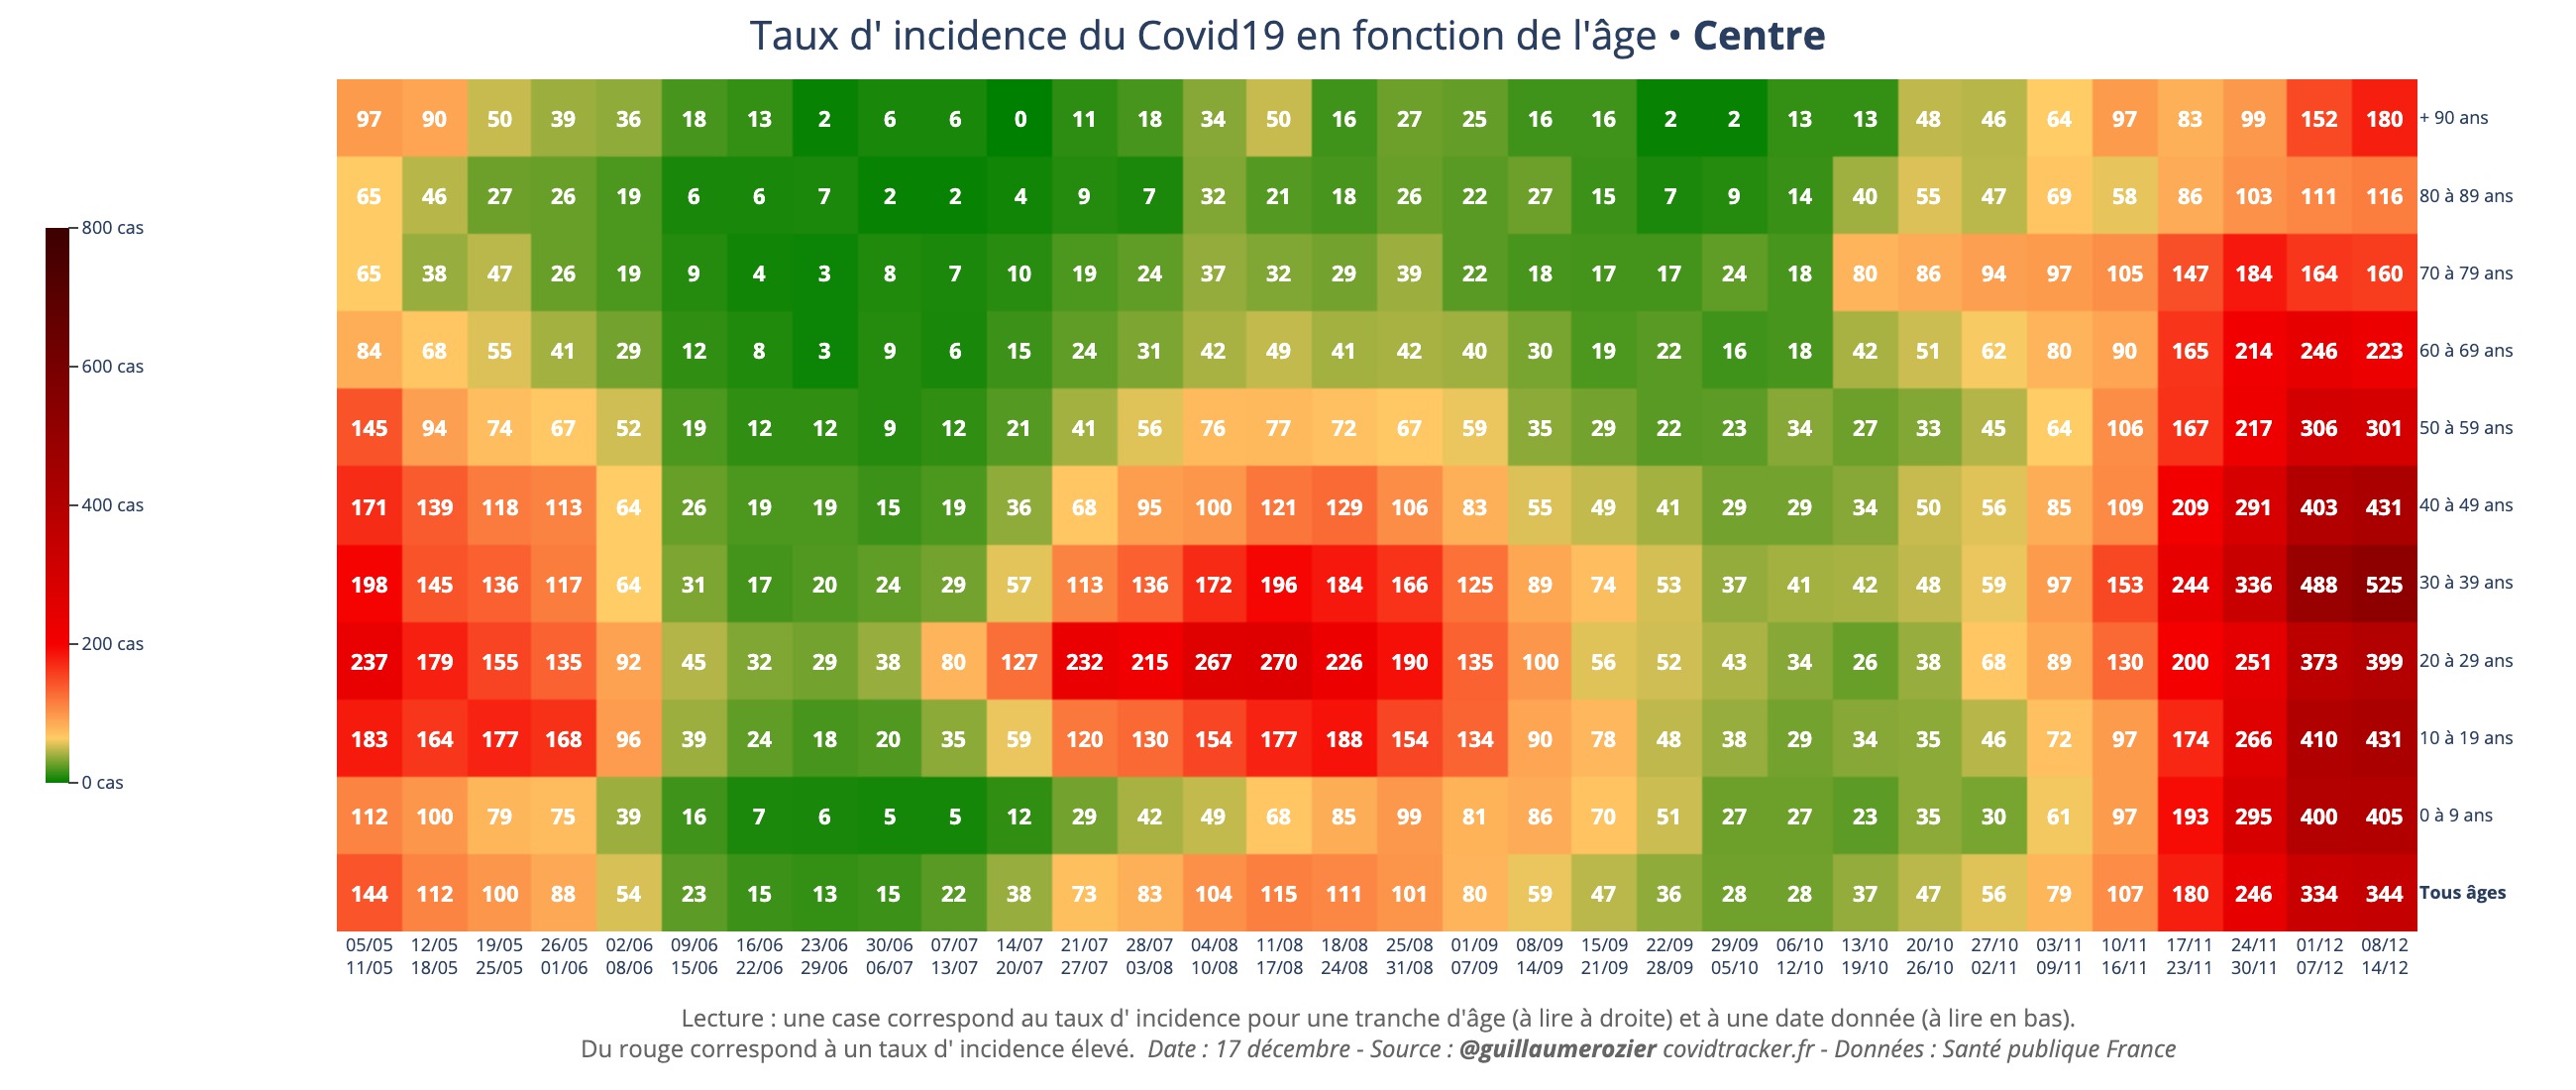 Taux d' incidence du Covid19 en fonction de l'âge • Centre
97 90 50 39 36 18 13 2 6 6 0 11 18 34 50 16 27 25 16 16 2 2 13 13 48 46 64 97 83 99 152 180 + 90 ans
65 46 27 26 19 6 6 7 2 2 4 9 7 32 21 18 26 22 27 15 7 9 14 40 55 47 69 58 86 103 111 116 80 à 89 ans
65 38 47 26 19 9 4 3 8 7 10 19 24 37 32 29 39 22 18 17 17 24 18 80 86 94 97 105 147 184 164 160 70 à 79 ans
84 68 55 41 29 12 8 3 9 6 15 24 31 42 49 41 42 40 30 19 22 16 18 42 51 62 80 90 165 214 246 223 60 à 69 ans
145 94 74 67 52 19 12 12 9 12 21 41 56 76 77 72 67 59 35 29 22 23 34 27 33 45 64 106 167 217 306 301 50 à 59 ans
171 139 118 113 64 26 19 19 15 19 36 68 95 100 121 129 106 83 55 49 41 29 29 34 50 56 85 109 209 291 403 431 40 à 49 ans
198 145 136 117 64 31 17 20 24 29 57 113 136 172 196 184 166 125 89 74 53 37 41 42 48 59 97 153 244 336 488 525 30 à 39 ans
237 179 155 135 92 45 32 29 38 80 127 232 215 267 270 226 190 135 100 56 52 43 34 26 38 68 89 130 200 251 373 399 20 à 29 ans
183 164 177 168 96 39 24 18 20 35 59 120 130 154 177 188 154 134 90 78 48 38 29 34 35 46 72 97 174 266 410 431 10 à 19 ans
112 100 79 75 39 16 7 6 5 5 12 29 42 49 68 85 99 81 86 70 51 27 27 23 35 30 61 97 193 295 400 405 0 à 9 ans
144 112 100 88 54 23 15 13 15 22 38 73 83 104 115 111 101 80 59 47 36 28 28 37 47 56 79 107 180 246 334 344 Tous âges
05/05 12/05 19/05 26/05 02/06 09/06 16/06 23/06 30/06 07/07 14/07 21/07 28/07 04/08 11/08 18/08 25/08 01/09 08/09 15/09 22/09 29/09 06/10 13/10 20/10 27/10 03/11 10/11 17/11 24/11 01/12 08/12
11/05 18/05 25/05 01/06 08/06 15/06 22/06 29/06 06/07 13/07 20/07 27/07 03/08 10/08 17/08 24/08 31/08 07/09 14/09 21/09 28/09 05/10 12/10 19/10 26/10 02/11 09/11 16/11 23/11 30/11 07/12 14/12
800 cas
600 cas
400 cas
200 cas
0 cas
Lecture : une case correspond au taux d' incidence pour une tranche d'âge (à lire à droite) et à une date donnée (à lire en bas).
Du rouge correspond à un taux d' incidence élevé. Date : 17 décembre - Source : @guillaumerozier covidtracker.fr - Données : Santé publique France